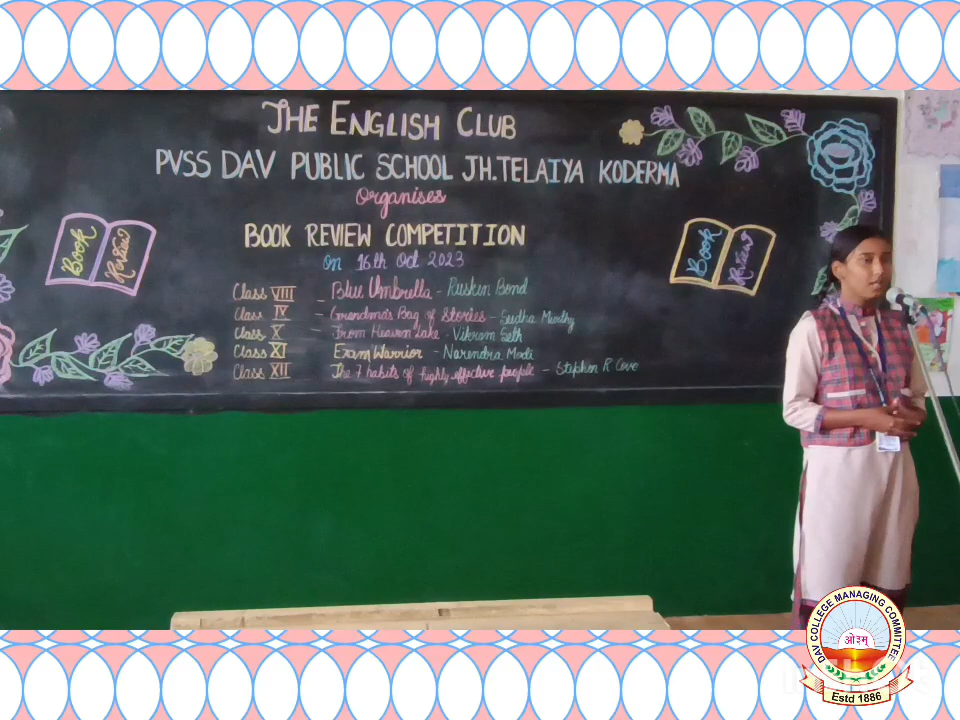 THE ENGLISH CLUB
PVSS DAV PUBLIC SCHOOL JH.TELAIYA KODERMA
Organises
BOOK REVIEW COMPETITION
on 16th Oct 2023
Book Review
Book Review
Class VIII - Blue Umbrella - Ruskin Bond
Class IV - Grandma's Bag of Stories - Sudha Murthy
Class X - From Heaven Lake - Vikram Seth
Class XI Exam Warrior - Narendra Modi
Class XII The 7 habits of highly effective people - Stephen R Cove
DAV COLLEGE MANAGING COMMITTEE
ओ३म्
Estd 1886